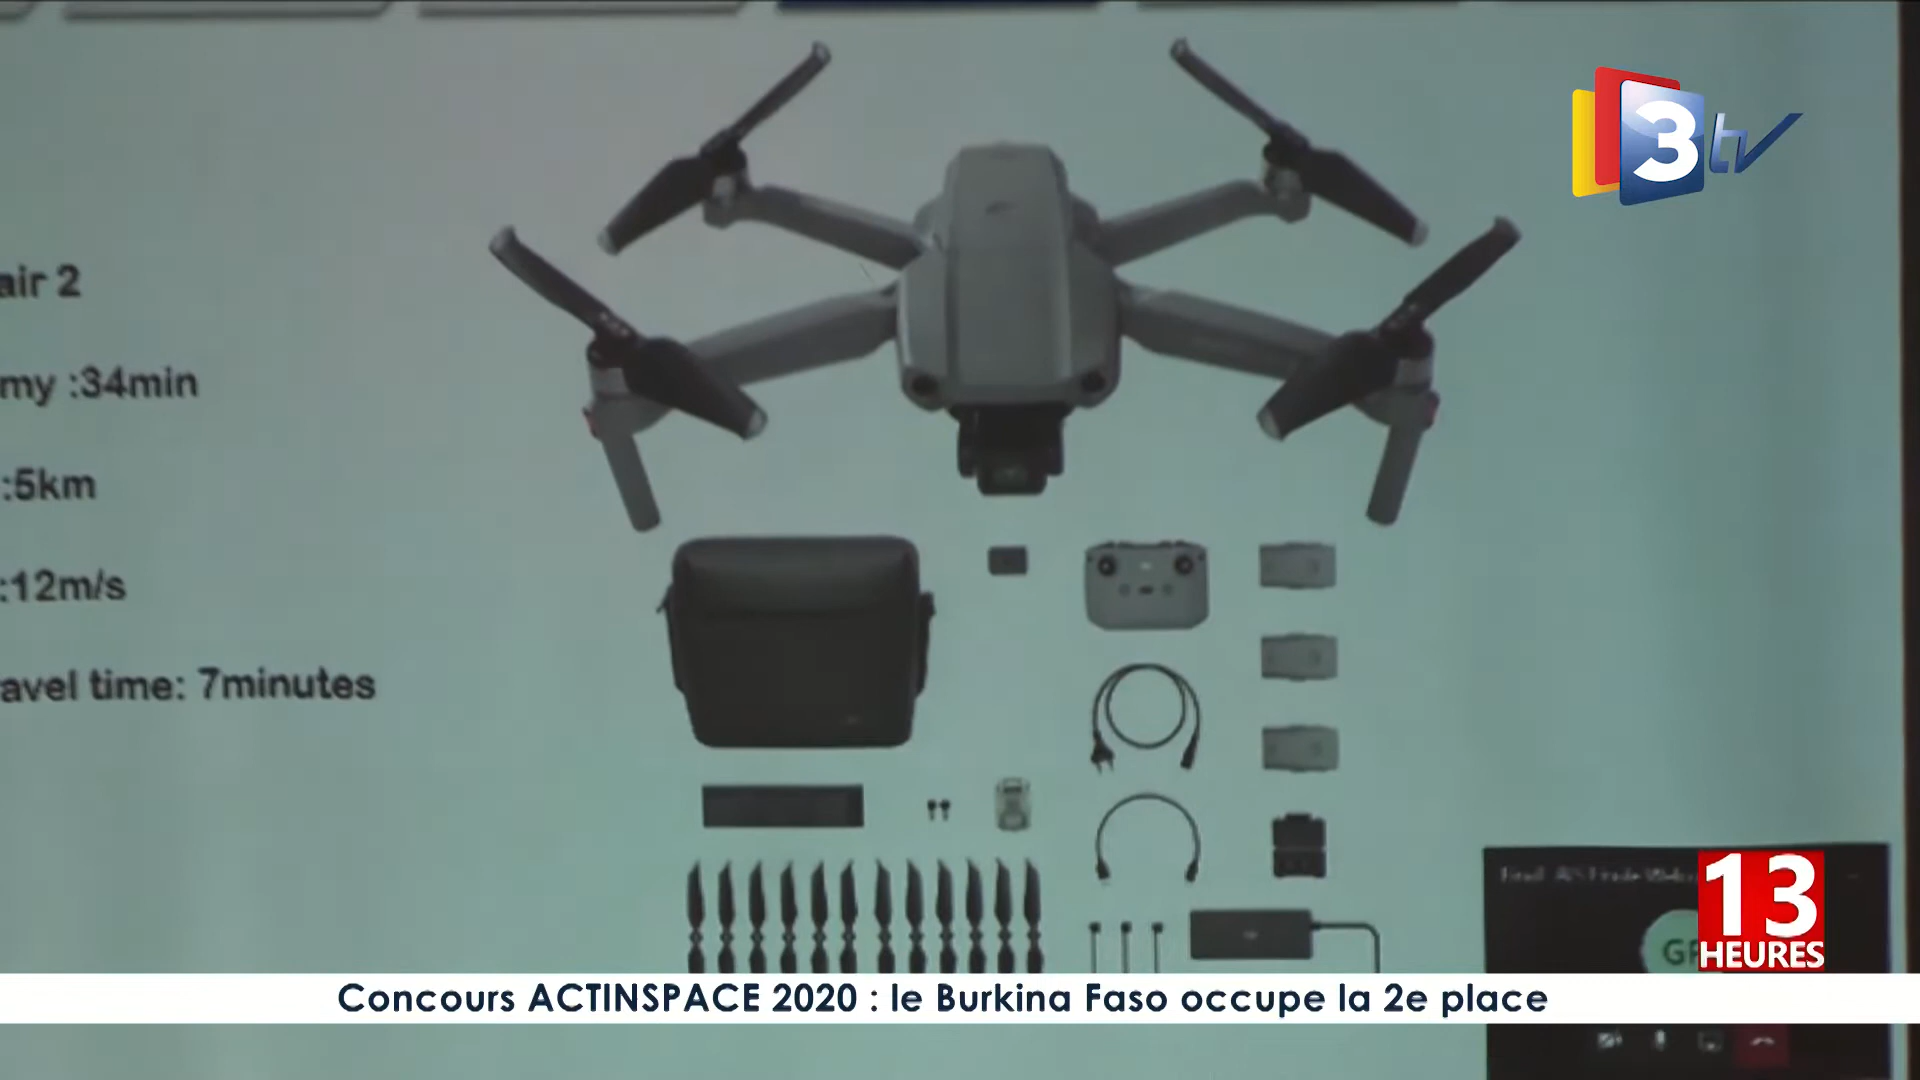 3tv
air 2
my :34min
:5km
:12m/s
avel time: 7minutes
13
HEURES
Concours ACTINSPACE 2020 : le Burkina Faso occupe la 2e place